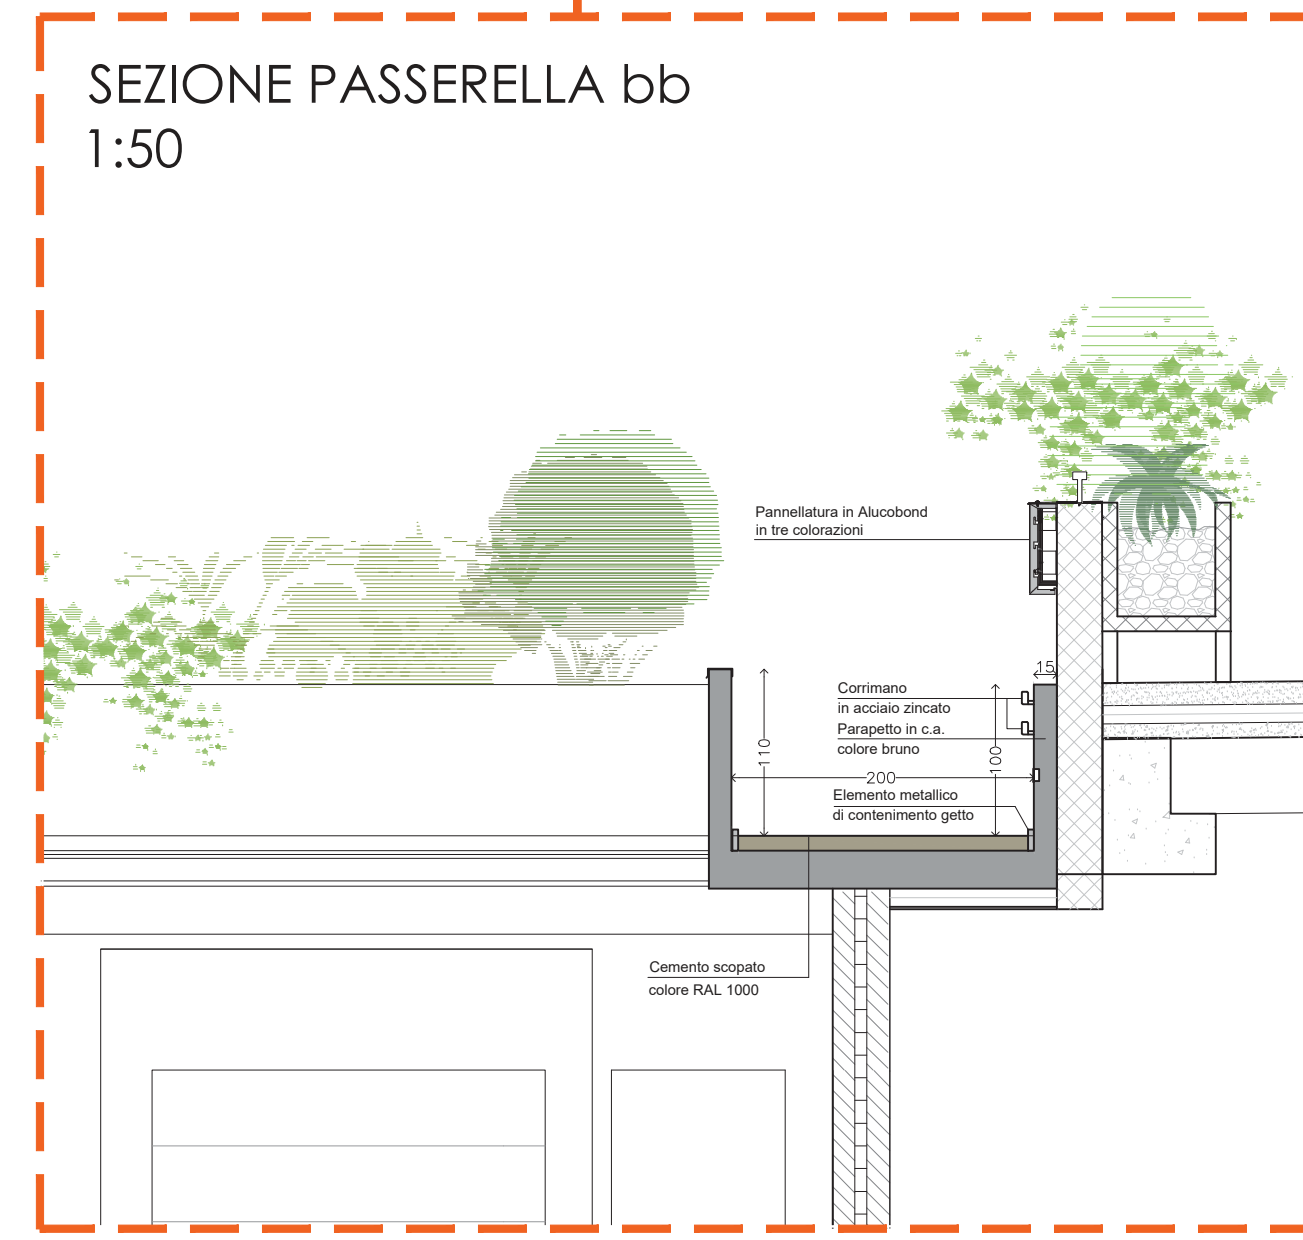 SEZIONE PASSERELLA bb
1:50
Pannellatura in Alucobond
in tre colorazioni
15
Corrimano
in acciaio zincato
Parapetto in c.a.
colore bruno
110
100
200
Elemento metallico
di contenimento getto
Cemento scopato
colore RAL 1000